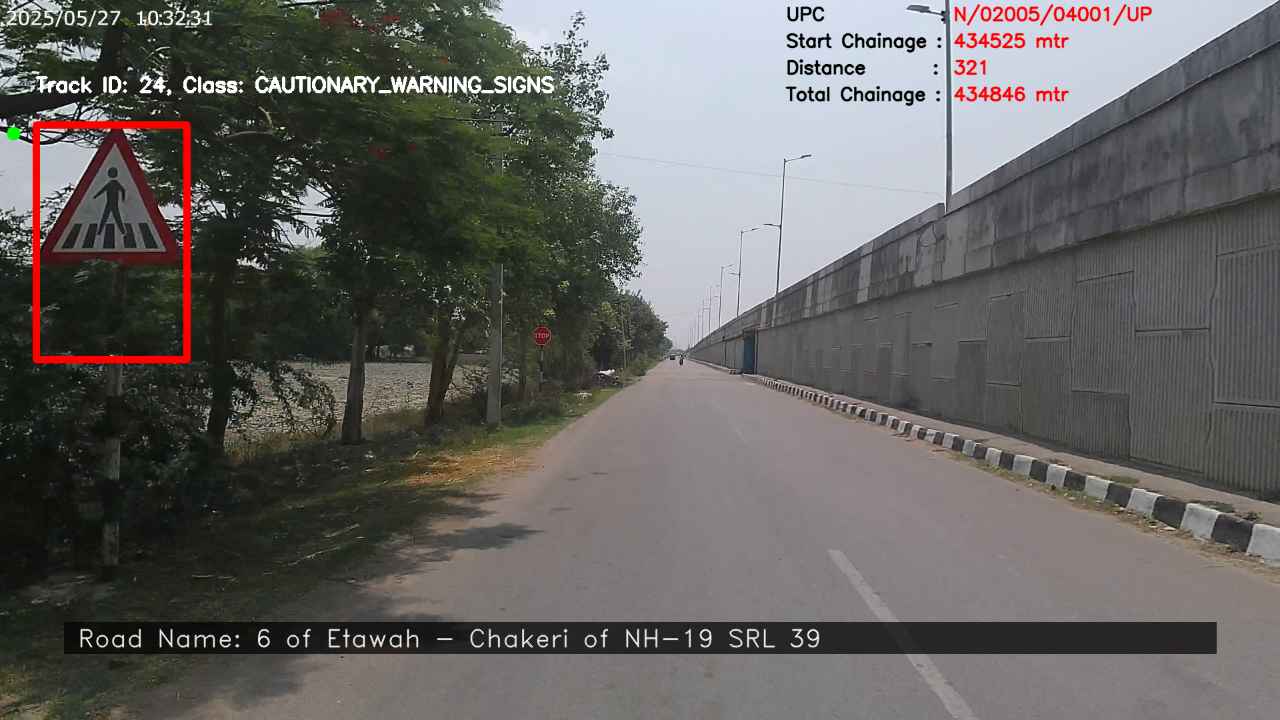 2025/05/27 10:32:31
UPC N/02005/04001/UP
Start Chainage : 434525 mtr
Distance : 321
Total Chainage : 434846 mtr
Track ID: 24, Class: CAUTIONARY_WARNING_SIGNS
STOP
Road Name: 6 of Etawah - Chakeri of NH-19 SRL 39